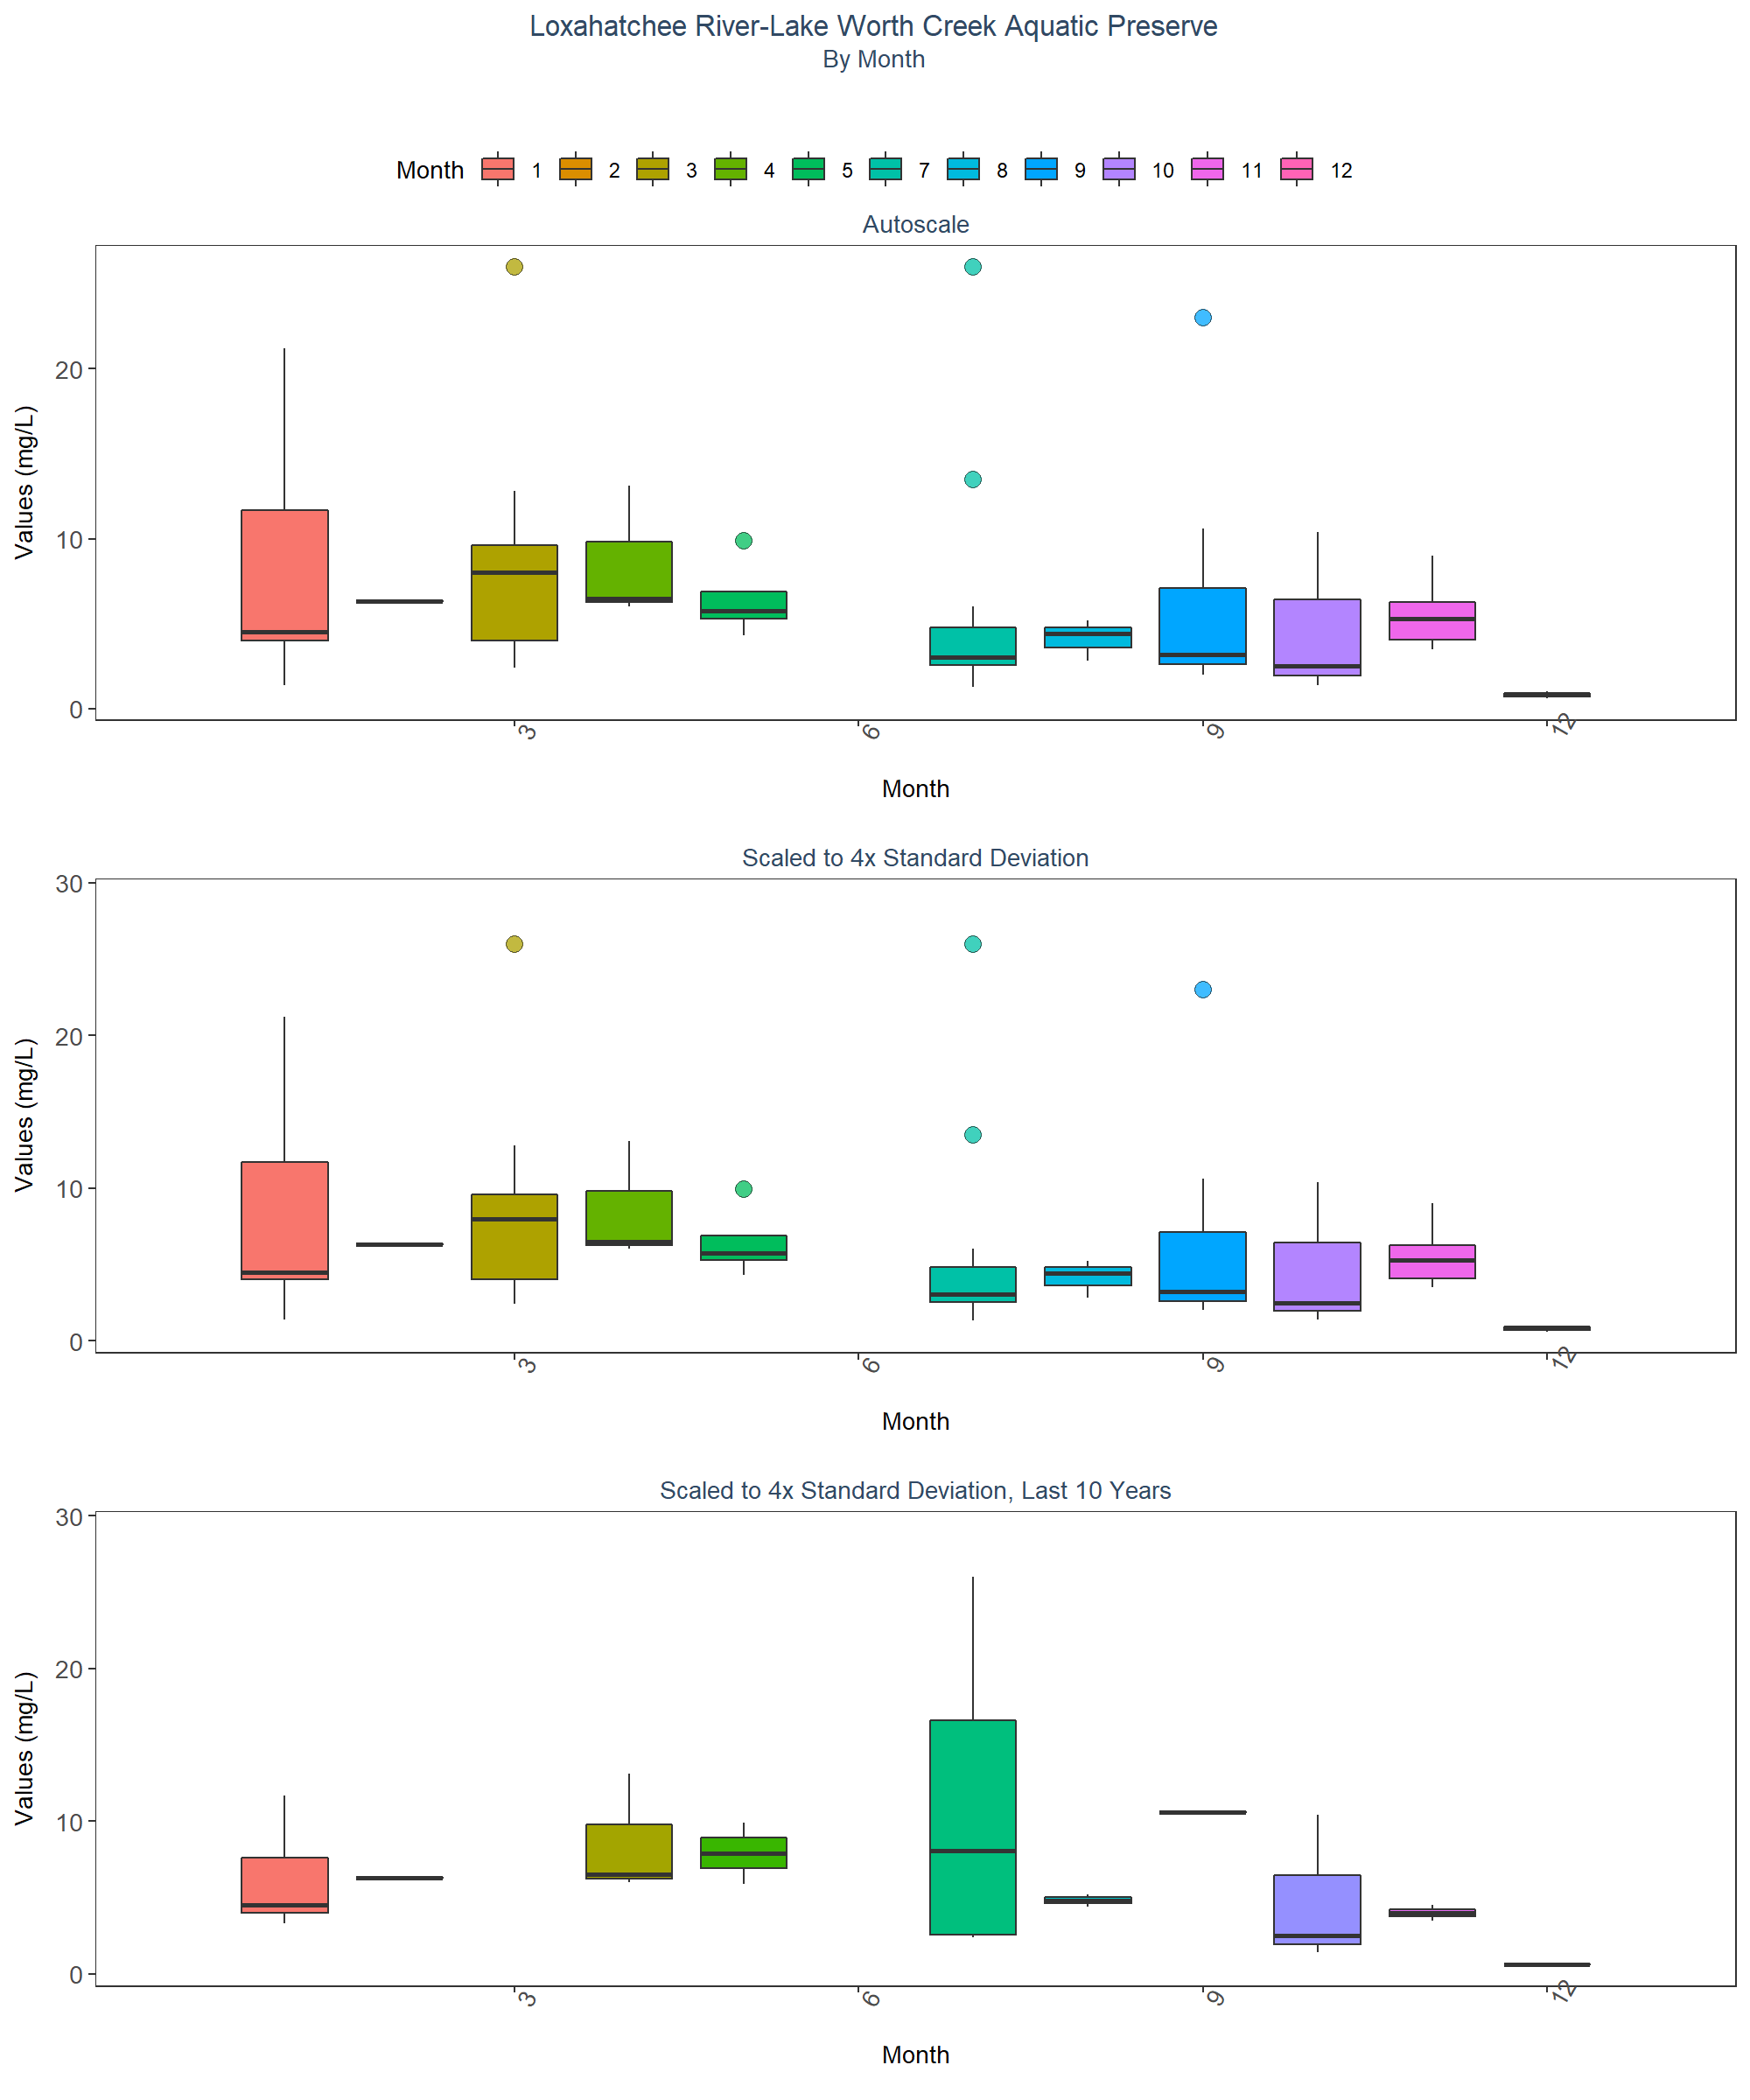 Loxahatchee River-Lake Worth Creek Aquatic Preserve
By Month
Month 1 2 3 4 5 7 8 9 10 11 12
Autoscale
Values (mg/L)
20
10
0
3 6 9 12
Month
Scaled to 4x Standard Deviation
Values (mg/L)
30
20
10
0
3 6 9 12
Month
Scaled to 4x Standard Deviation, Last 10 Years
Values (mg/L)
30
20
10
0
3 6 9 12
Month